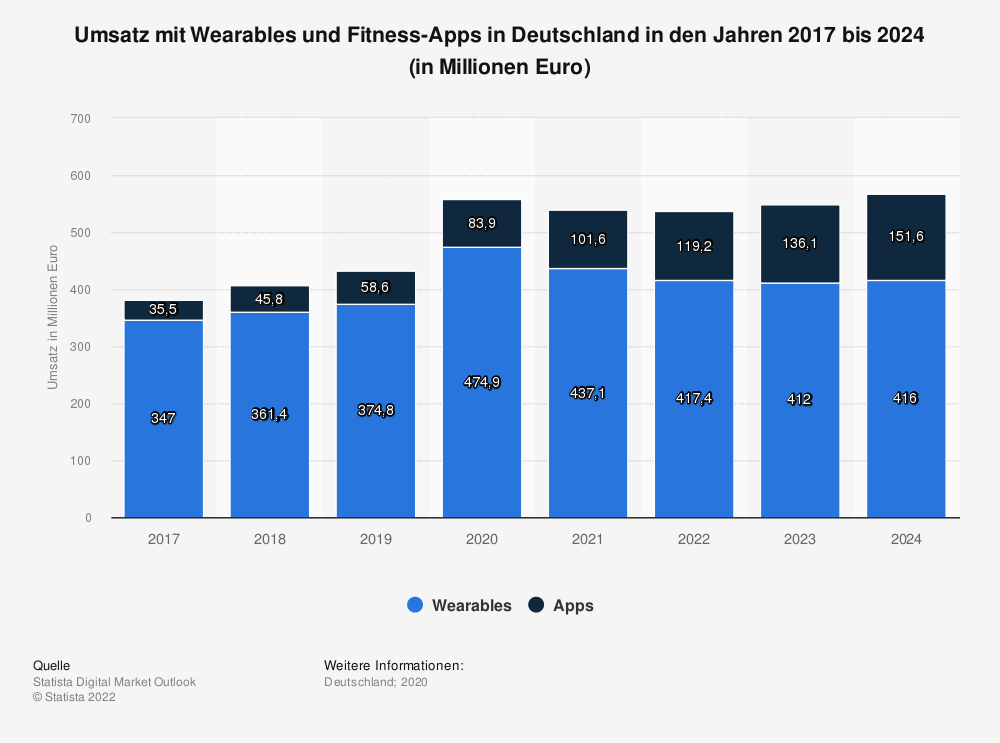 Umsatz mit Wearables und Fitness-Apps in Deutschland in den Jahren 2017 bis 2024
(in Millionen Euro)
Umsatz in Millionen Euro
700
600
500
400
300
200
100
0
35,5
45,8
58,6
83,9
101,6
119,2
136,1
151,6
347
361,4
374,8
474,9
437,1
417,4
412
416
2017 2018 2019 2020 2021 2022 2023 2024
Wearables Apps
Quelle
Statista Digital Market Outlook
© Statista 2022
Weitere Informationen:
Deutschland; 2020